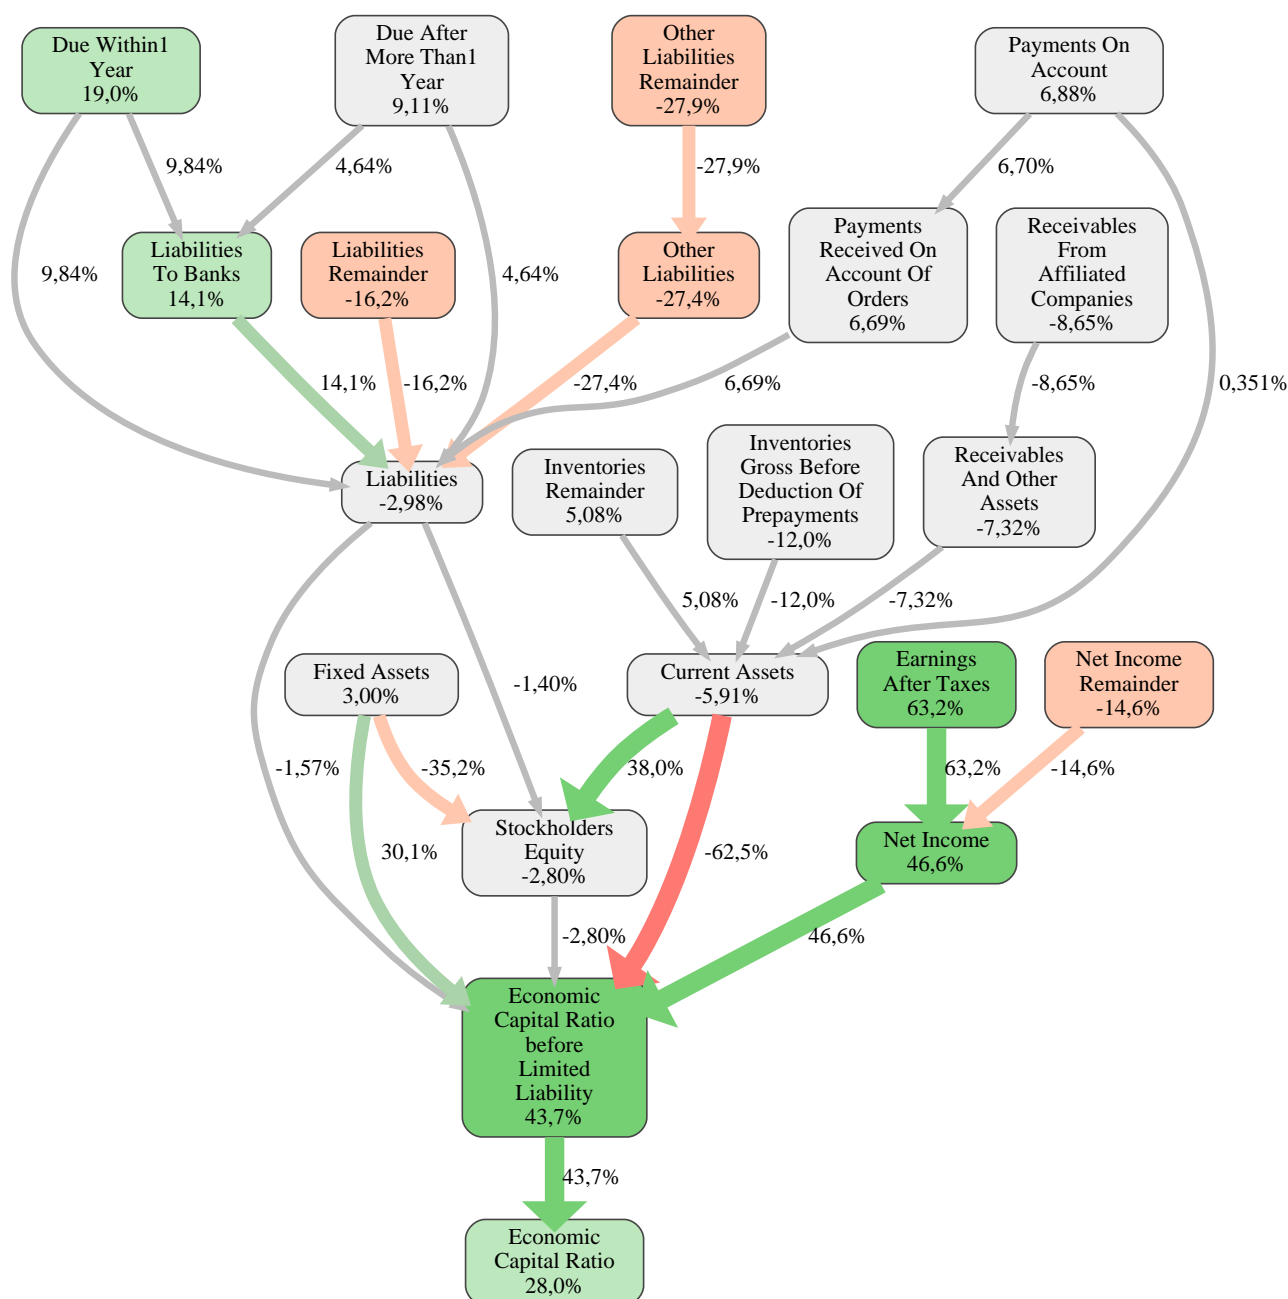 Due Within1
Year
19,0%
Due After
More Than1
Year
9,11%
Other
Liabilities
Remainder
-27,9%
Payments On
Account
6,88%
9,84%
4,64%
-27,9%
6,70%
Liabilities
To Banks
14,1%
Liabilities
Remainder
-16,2%
Other
Liabilities
-27,4%
Payments
Received On
Account Of
Orders
6,69%
Receivables
From
Affiliated
Companies
-8,65%
9,84%
4,64%
14,1%
-16,2%
-27,4%
6,69%
-8,65%
0,351%
Liabilities
-2,98%
Inventories
Remainder
5,08%
Inventories
Gross Before
Deduction Of
Prepayments
-12,0%
Receivables
And Other
Assets
-7,32%
5,08%
-12,0%
-7,32%
Fixed Assets
3,00%
-1,40%
Current Assets
-5,91%
Earnings
After Taxes
63,2%
Net Income
Remainder
-14,6%
-1,57%
-35,2%
38,0%
63,2%
-14,6%
30,1%
Stockholders
Equity
-2,80%
-62,5%
Net Income
46,6%
-2,80%
46,6%
Economic
Capital Ratio
before
Limited
Liability
43,7%
43,7%
Economic
Capital Ratio
28,0%